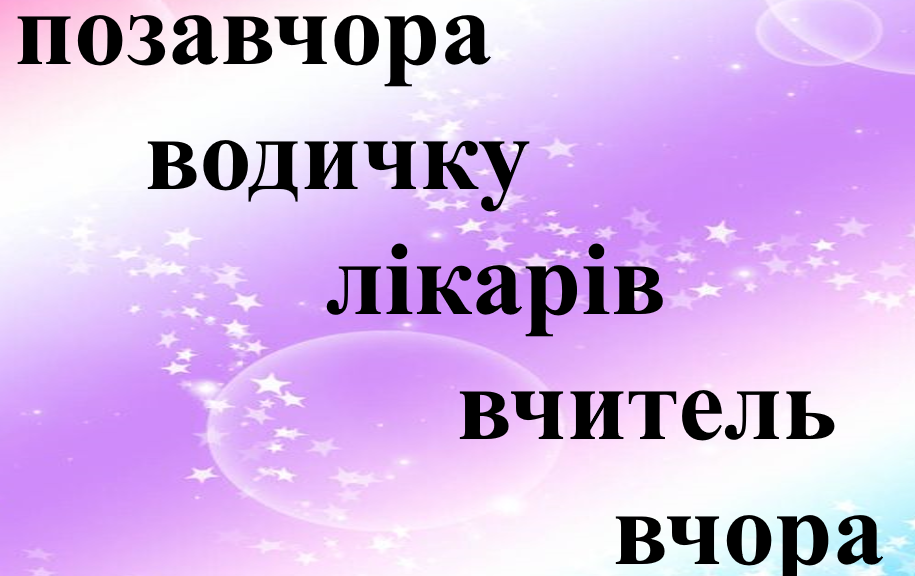 позавчора
водичку
лікарів
вчитель
вчора